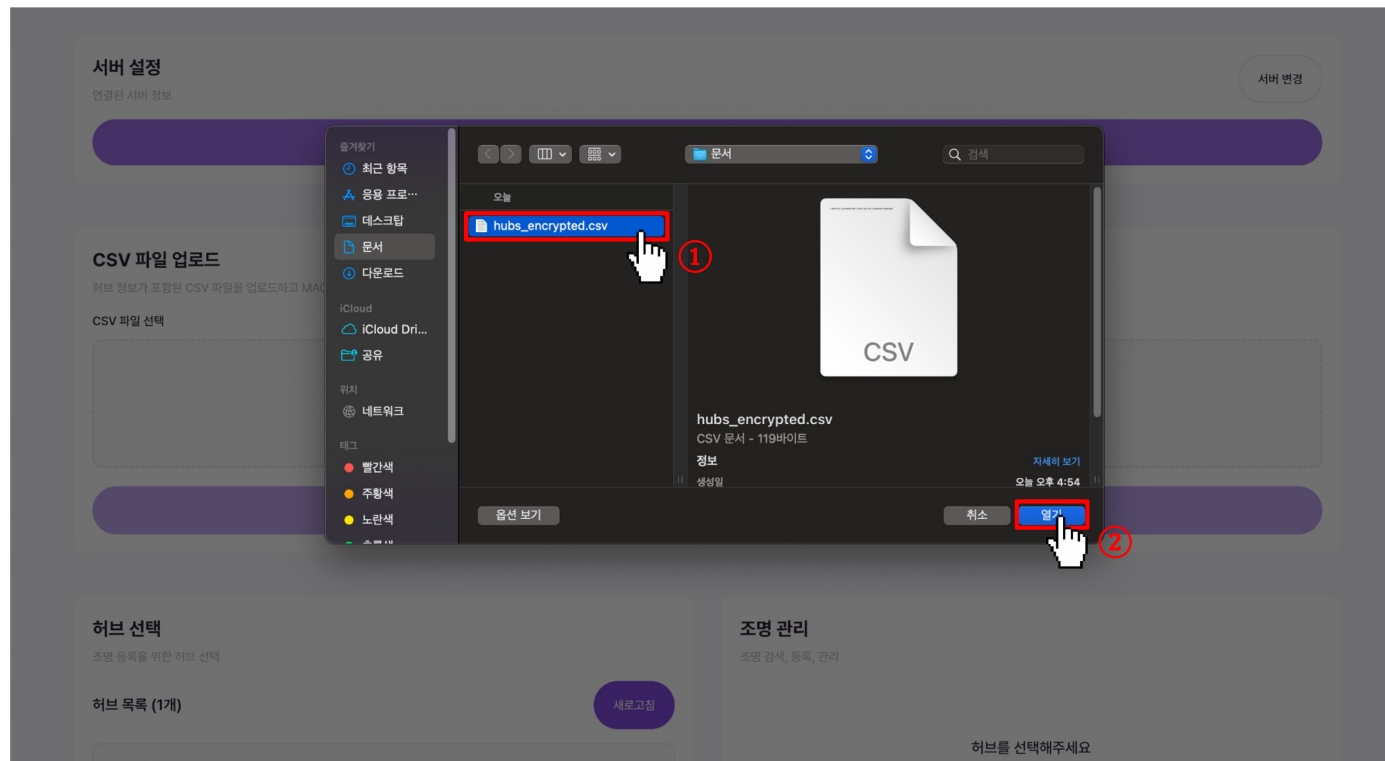 서버 설정
연결된 서버 정보
서버 변경
CSV 파일 업로드
허브 정보가 포함된 CSV 파일을 업로드하고 MAC
CSV 파일 선택
즐겨찾기
최근 항목
응용 프로…
데스크탑
문서
다운로드
iCloud
iCloud Dri...
공유
위치
네트워크
태그
빨간색
주황색
노란색
문서
검색
오늘
hubs_encrypted.csv
①
CSV
hubs_encrypted.csv
CSV 문서 - 119바이트
정보
자세히 보기
생성일
오늘 오후 4:54
옵션 보기
취소
열기
②
허브 선택
조명 등록을 위한 허브 선택
허브 목록 (1개)
새로고침
조명 관리
조명 검색, 등록, 관리
허브를 선택해주세요